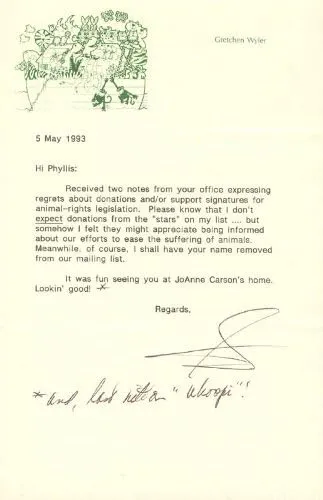 Gretchen Wyler
5 May 1993
Hi Phyllis:
Received two notes from your office expressing
regrets about donations and/or support signatures for
animal-rights legislation. Please know that I don't
expect donations from the "stars" on my list .... but
somehow I felt they might appreciate being informed
about our efforts to ease the suffering of animals.
Meanwhile, of course, I shall have your name removed
from our mailing list.
It was fun seeing you at JoAnne Carson's home.
Lookin' good! *
Regards,
* and, last nite on "Whoopi"!